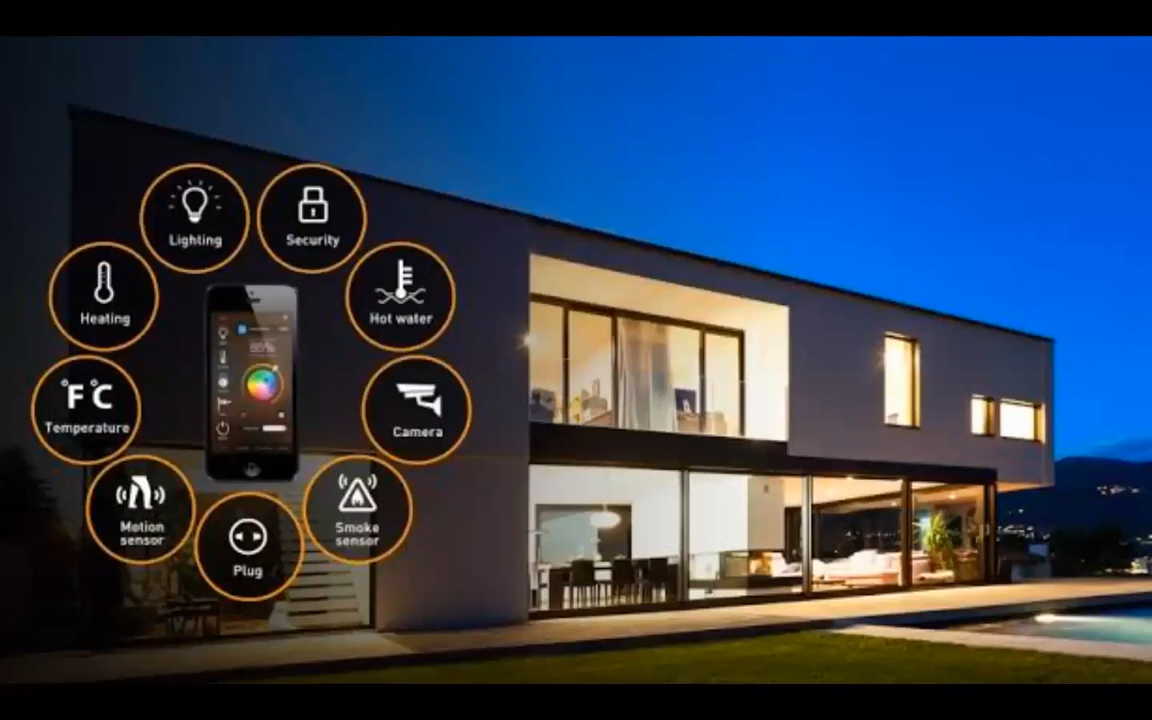 Lighting
Security
Heating
Hot water
°F°C
Temperature
Camera
Motion
sensor
Smoke
sensor
Plug